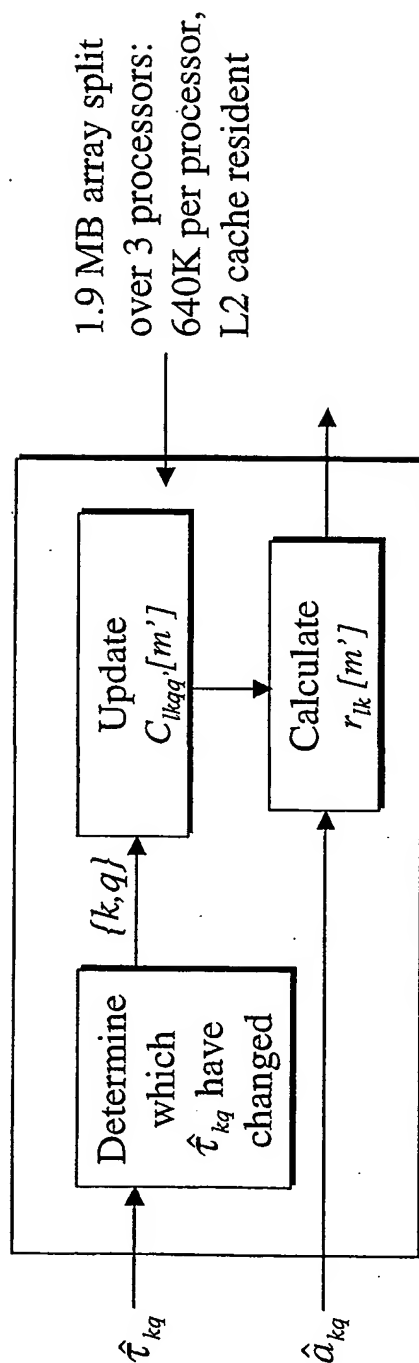 τ̂kq
Determine
which
τ̂kq have
changed
{k,q}
Update
Clkqq'[m']
1.9 MB array split
over 3 processors:
640K per processor,
L2 cache resident
âkq
Calculate
rlk [m']